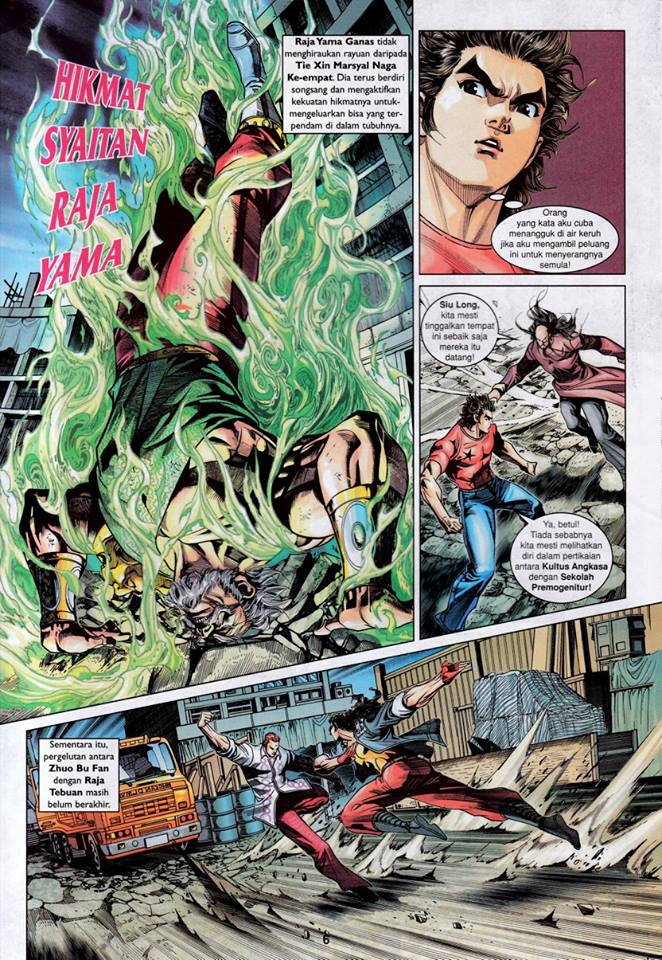 HIKMAT
SYAITAN
RAJA
YAMA
Raja Yama Ganas tidak
menghiraukan rayuan daripada
Tie Xin Marsyal Naga
Ke-empat. Dia terus berdiri
songsang dan mengaktifkan
kekuatan hikmatnya untuk-
mengeluarkan bisa yang ter-
pendam di dalam tubuhnya.
Orang
yang kata aku cuba
menangguk di air keruh
jika aku mengambil peluang
ini untuk menyerangnya
semula!
Siu Long,
kita mesti
tinggalkan tempat
ini sebaik saja
mereka itu
datang!
Ya, betul!
Tiada sebabnya
kita mesti melihatkan
diri dalam pertikaian
antara Kultus Angkasa
dengan Sekolah
Premogenitur!
Sementara itu,
pergelutan antara
Zhuo Bu Fan
dengan Raja
Tebuan masih
belum berakhir.
6